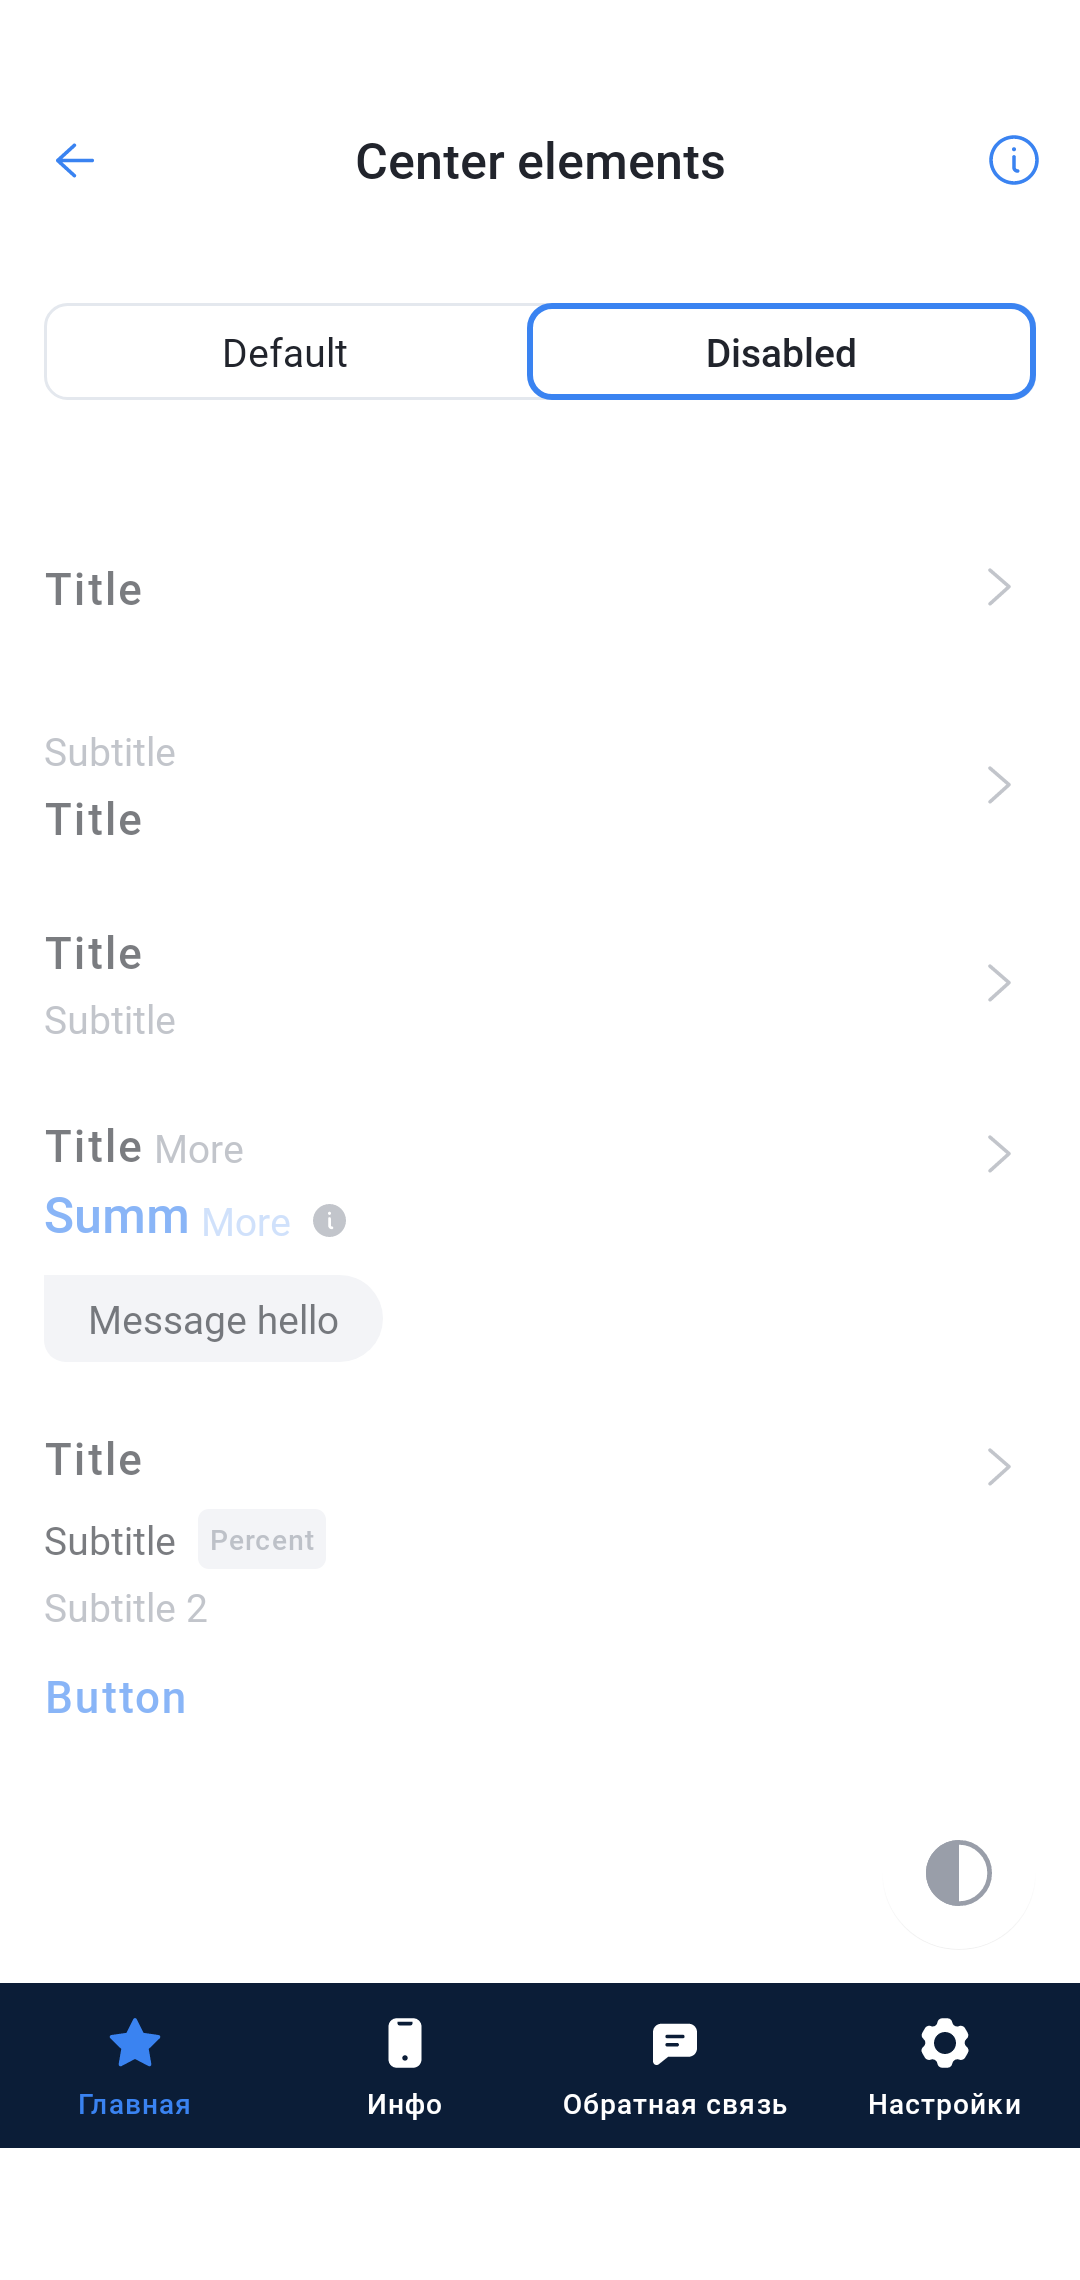 Center elements
Default Disabled
Title
Subtitle
Title
Title
Subtitle
Title More
Summ More
Message hello
Title
Subtitle Percent
Subtitle 2
Button
Главная Инфо Обратная связь Настройки